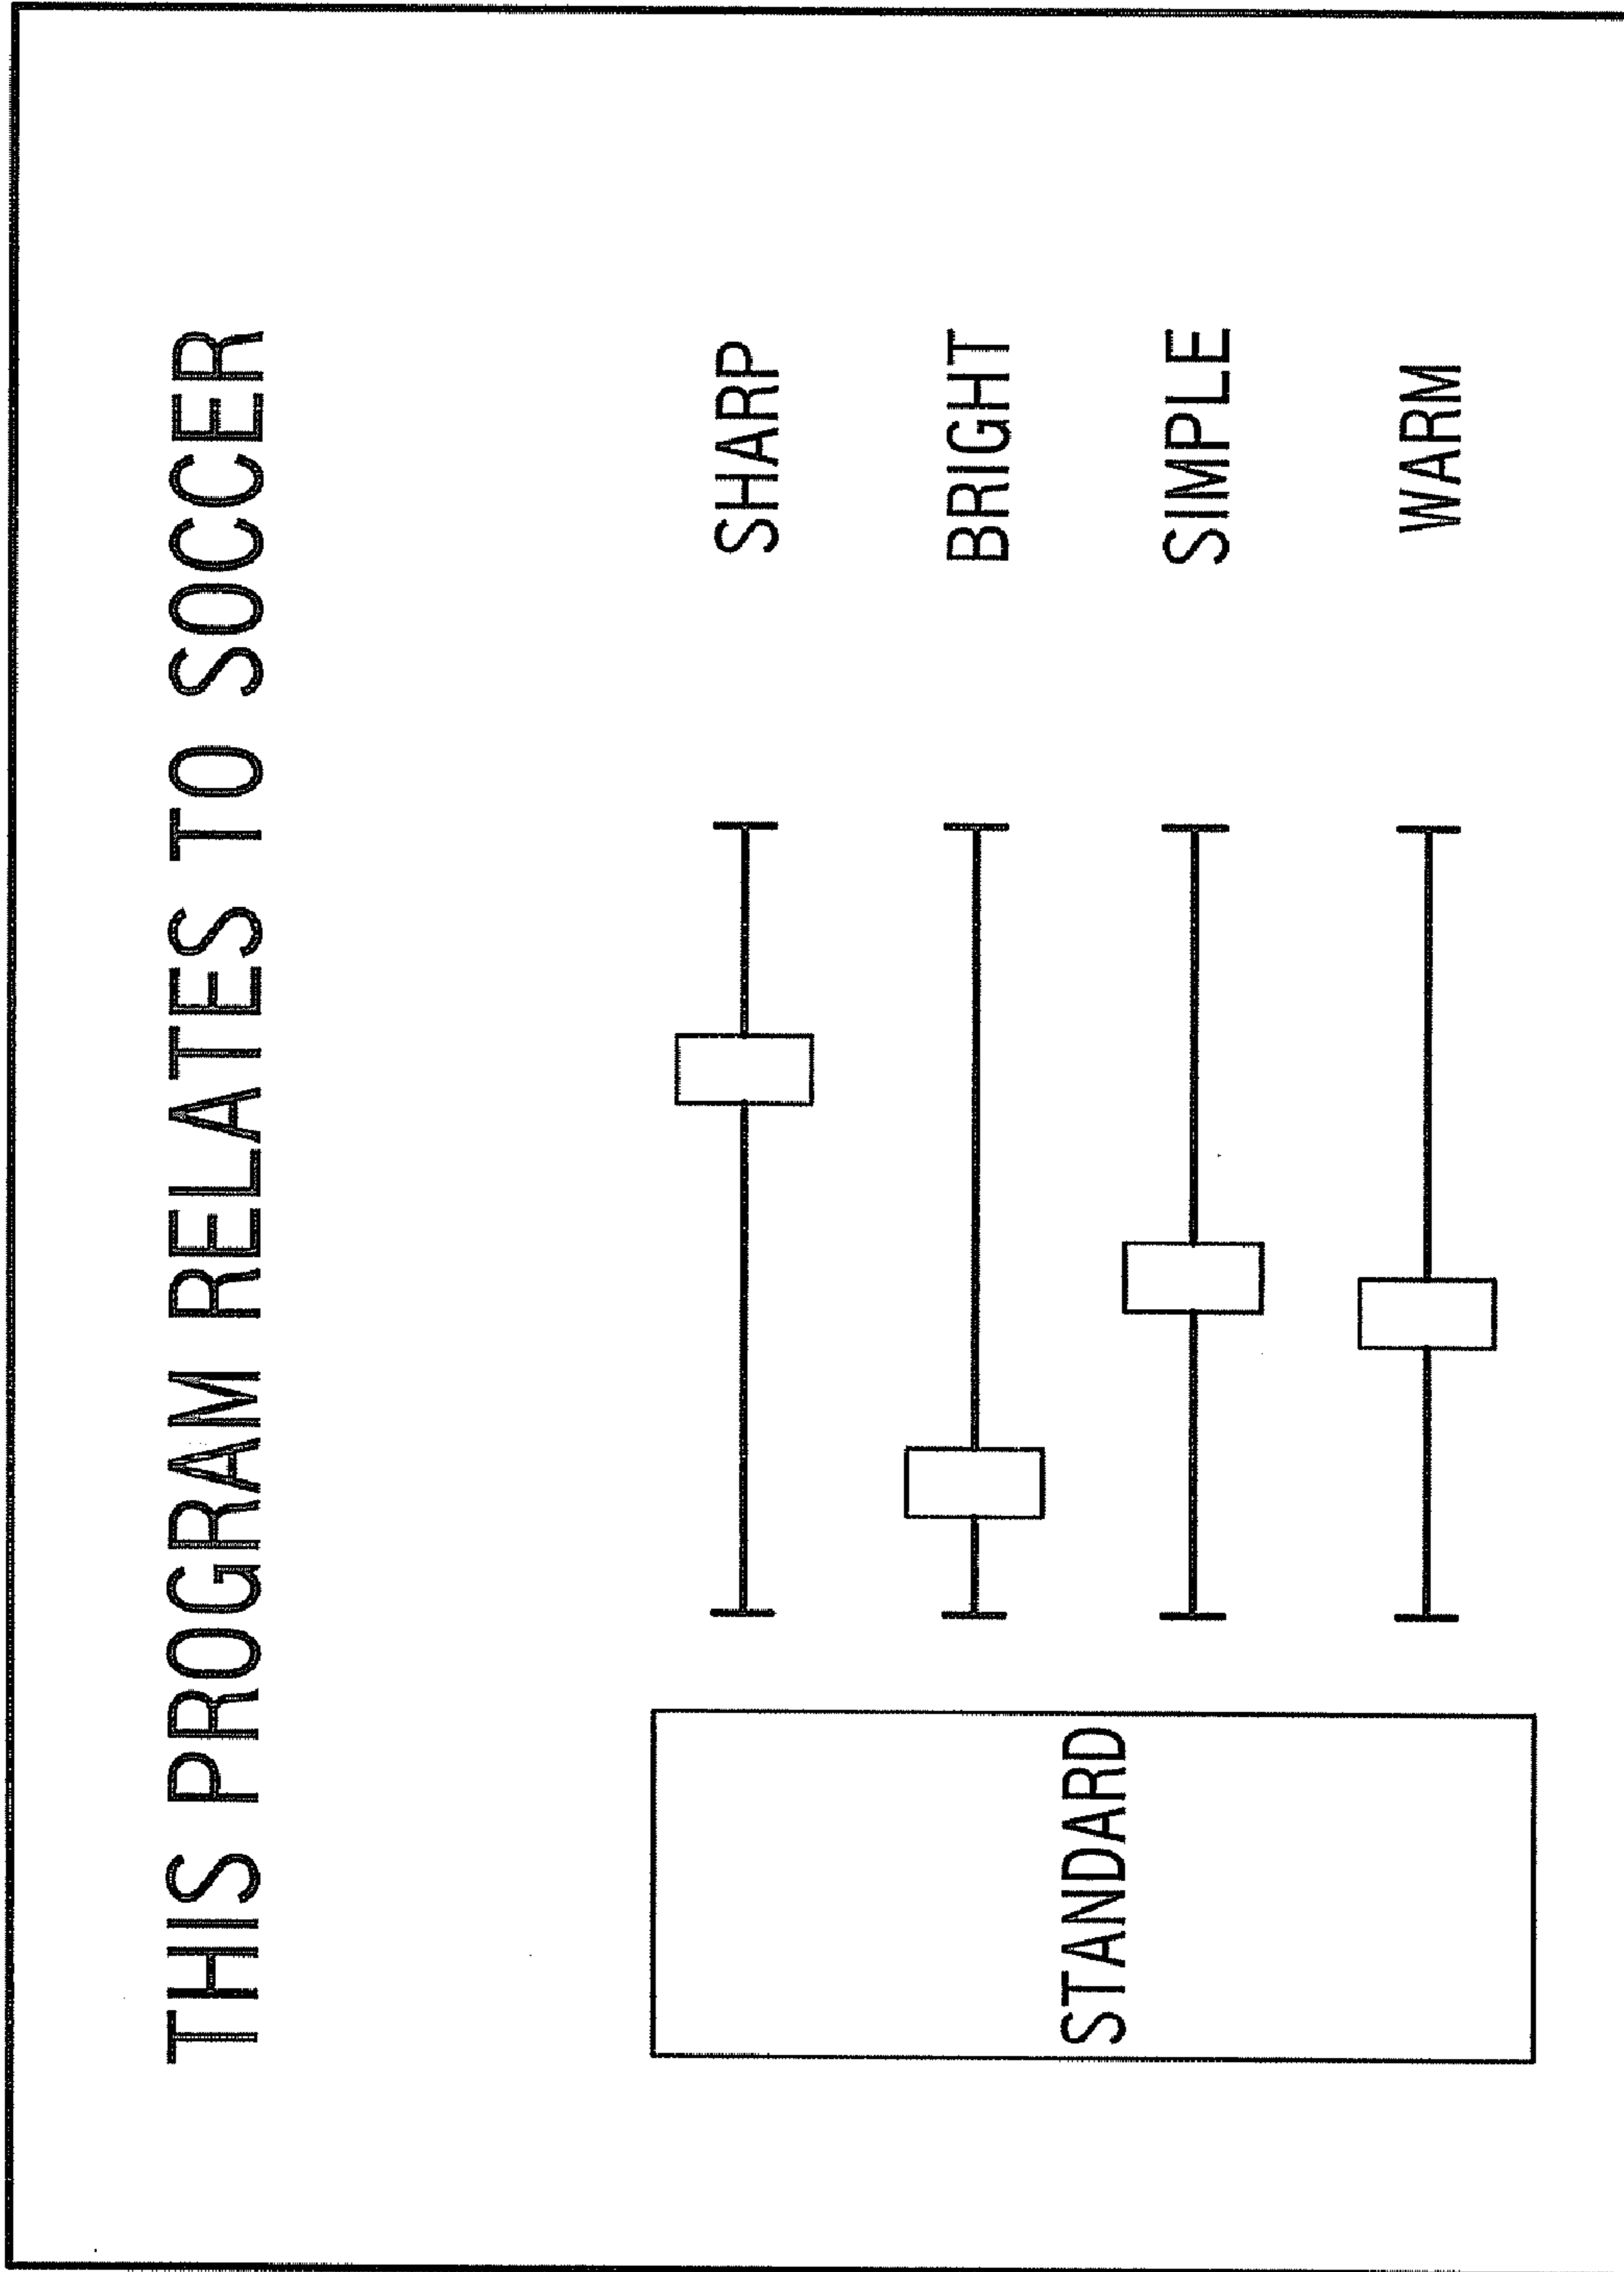 THIS PROGRAM RELATES TO SOCCER
STANDARD
SHARP
BRIGHT
SIMPLE
WARM